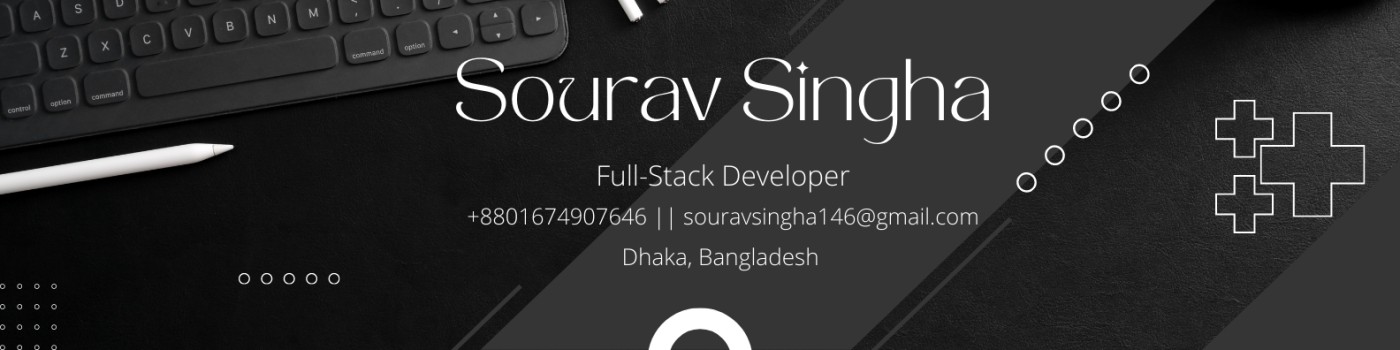 A S D
Z X C V B N M
control option command command option
Sourav Singha
Full-Stack Developer
+8801674907646 || souravsingha146@gmail.com
Dhaka, Bangladesh